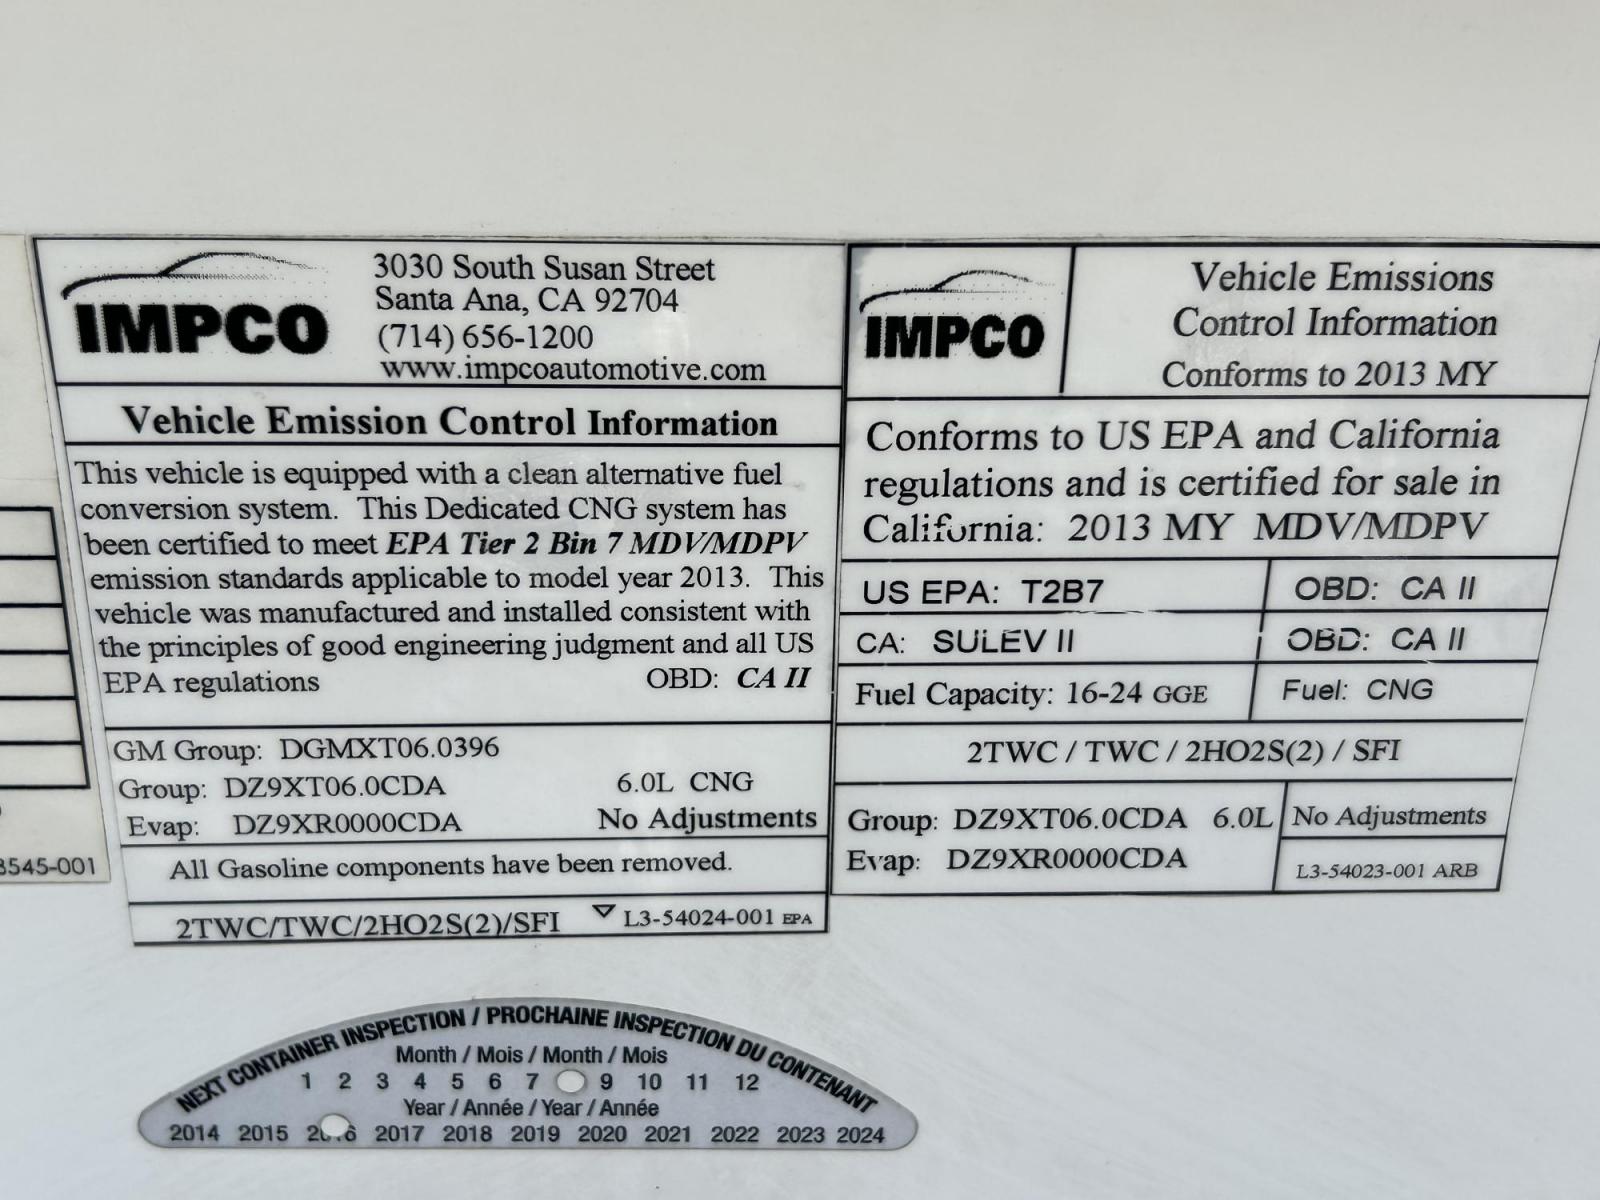 IMPCO
3030 South Susan Street
Santa Ana, CA 92704
(714) 656-1200
www.impcoautomotive.com
Vehicle Emission Control Information
This vehicle is equipped with a clean alternative fuel
conversion system. This Dedicated CNG system has
been certified to meet EPA Tier 2 Bin 7 MDV/MDPV
emission standards applicable to model year 2013. This
vehicle was manufactured and installed consistent with
the principles of good engineering judgment and all US
EPA regulations OBD: CA II
GM Group: DGMXT06.0396
Group: DZ9XT06.0CDA 6.0L CNG
Evap: DZ9XR0000CDA No Adjustments
All Gasoline components have been removed.
2TWC/TWC/2HO2S(2)/SFI L3-54024-001 EPA
IMPCO
Vehicle Emissions
Control Information
Conforms to 2013 MY
Conforms to US EPA and California
regulations and is certified for sale in
California: 2013 MY MDV/MDPV
US EPA: T2B7 OBD: CA II
CA: SULEV II OBD: CA II
Fuel Capacity: 16-24 GGE Fuel: CNG
2TWC / TWC / 2HO2S(2) / SFI
Group: DZ9XT06.0CDA 6.0L No Adjustments
Evap: DZ9XR0000CDA L3-54023-001 ARB
545-001
NEXT CONTAINER INSPECTION / PROCHAINE INSPECTION DU CONTENANT
Month / Mois / Month / Mois
1 2 3 4 5 6 7 9 10 11 12
Year / Année / Year / Année
2014 2015 2016 2017 2018 2019 2020 2021 2022 2023 2024